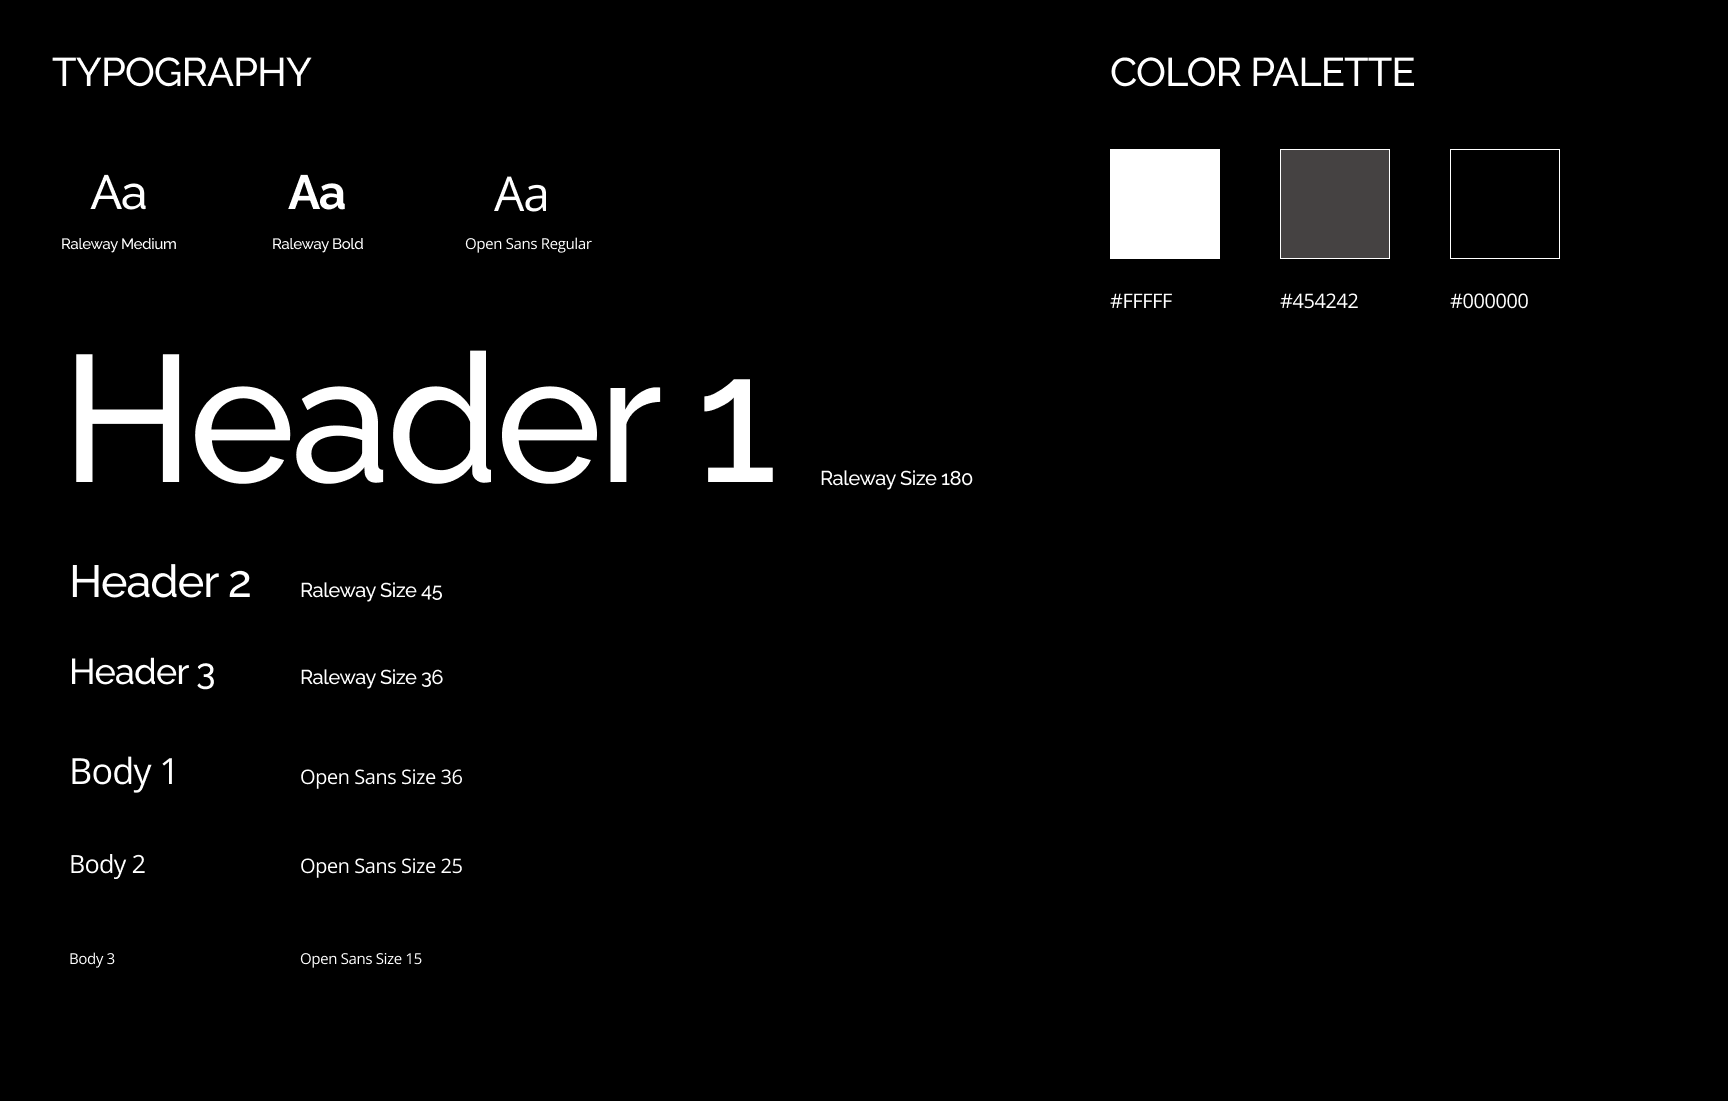 TYPOGRAPHY
Aa
Raleway Medium
Aa
Raleway Bold
Aa
Open Sans Regular
Header 1
Raleway Size 180
Header 2
Raleway Size 45
Header 3
Raleway Size 36
Body 1
Open Sans Size 36
Body 2
Open Sans Size 25
Body 3
Open Sans Size 15
COLOR PALETTE
#FFFFF
#454242
#000000